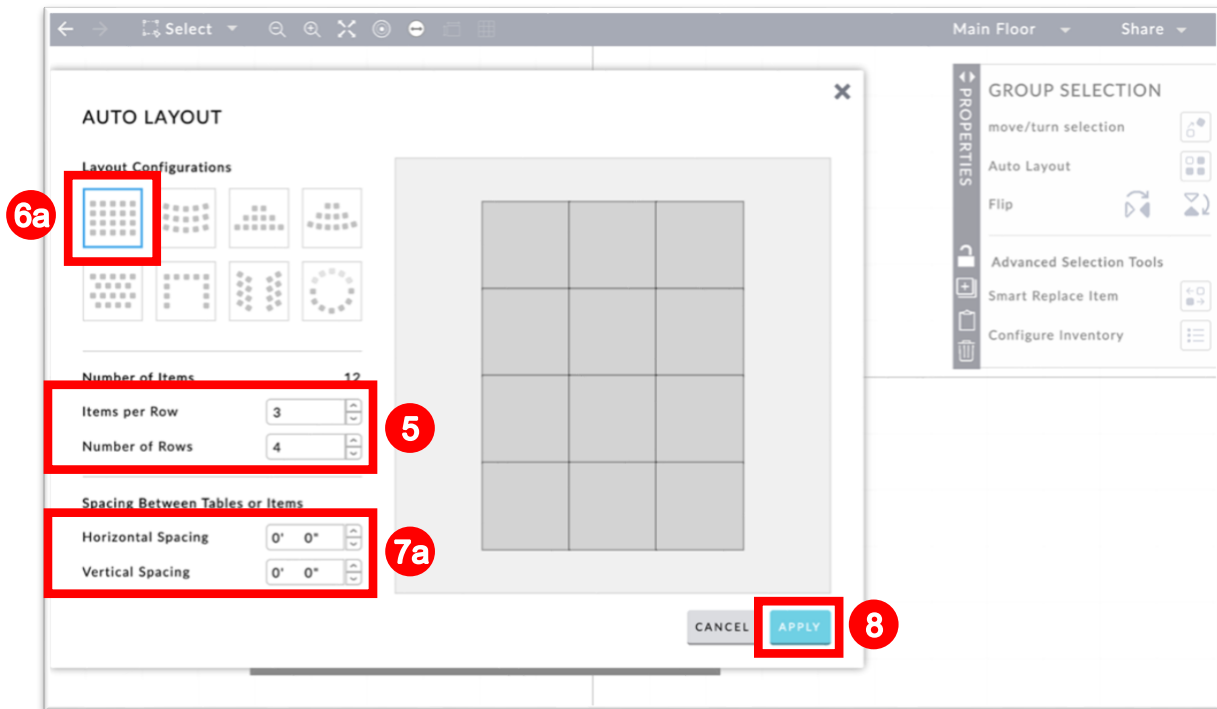 Select
Main Floor
Share
AUTO LAYOUT
Layout Configurations
6a
Number of Items 12
Items per Row 3
Number of Rows 4
5
Spacing Between Tables or Items
Horizontal Spacing 0' 0"
Vertical Spacing 0' 0"
7a
CANCEL
APPLY
8
PROPERTIES
GROUP SELECTION
move/turn selection
Auto Layout
Flip
Advanced Selection Tools
Smart Replace Item
Configure Inventory